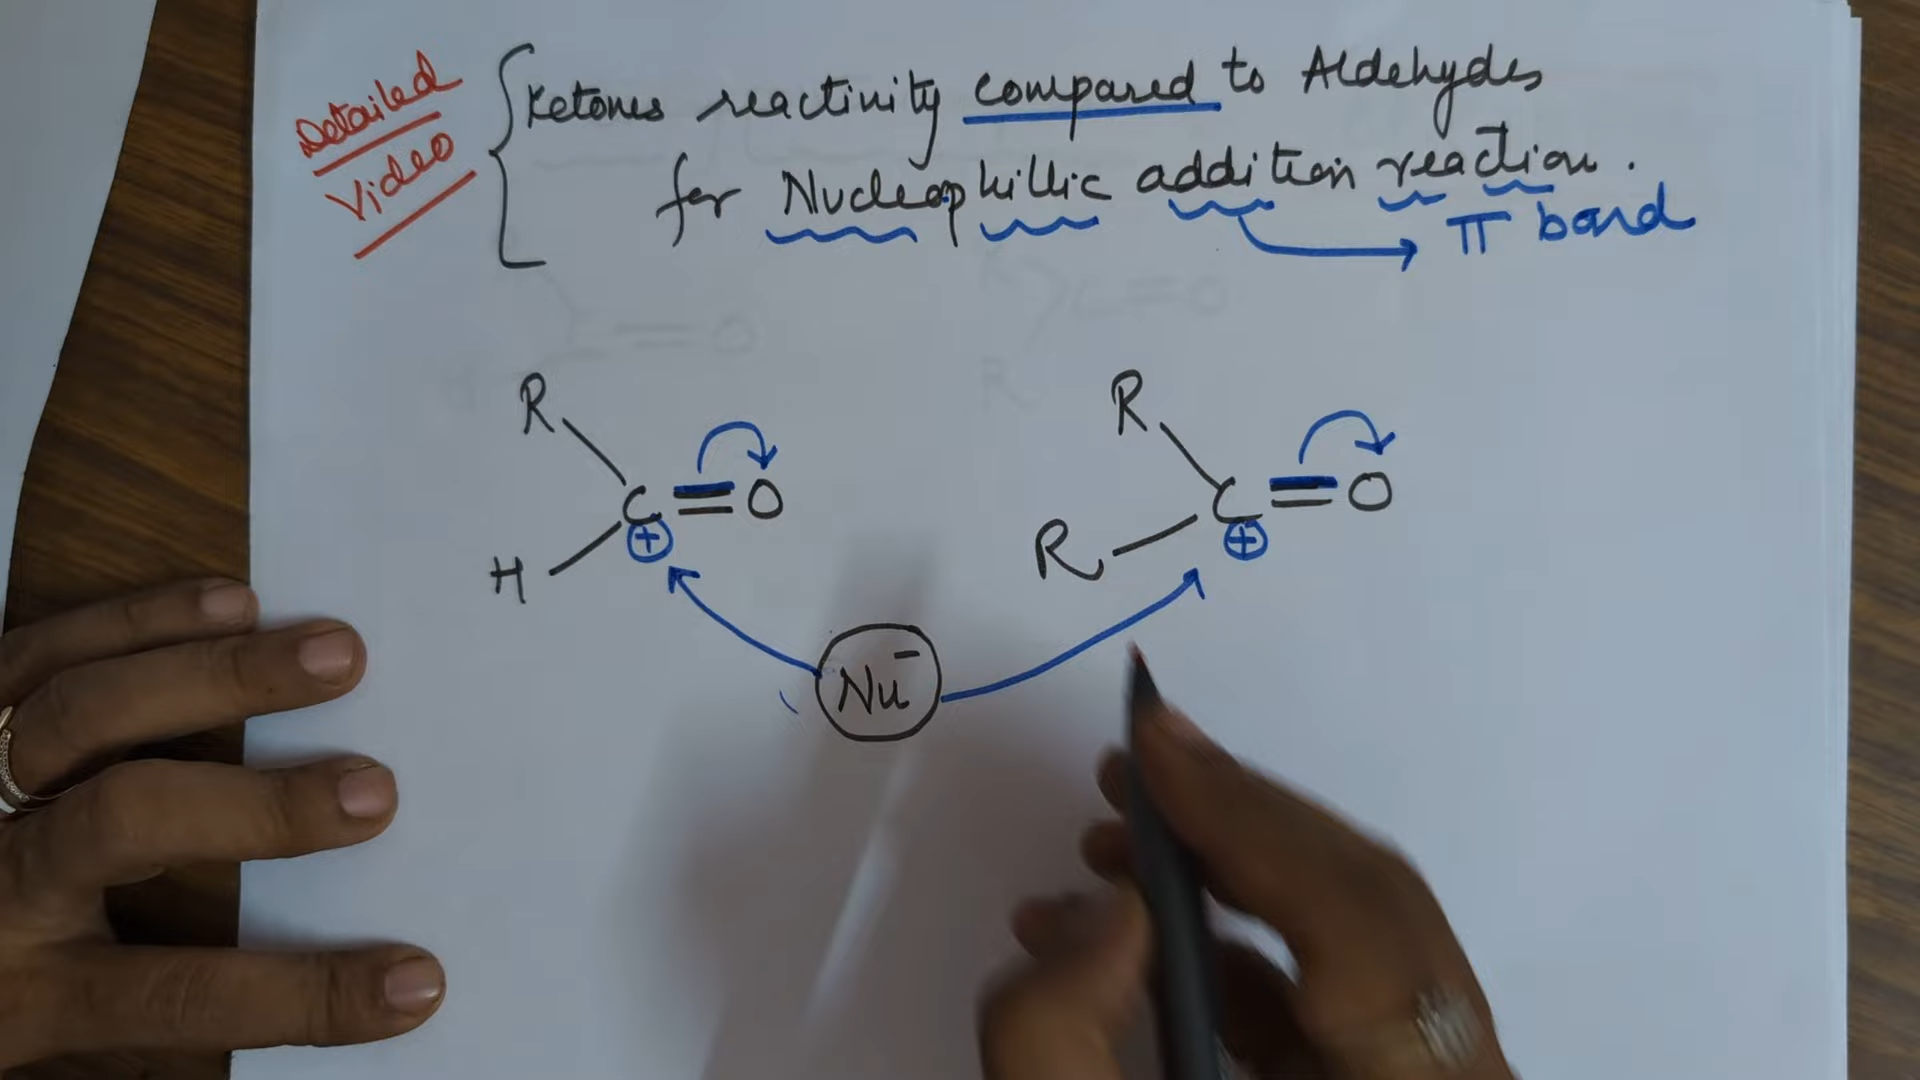 Detailed
Video
Ketones reactivity compared to Aldehydes
for Nucleophillic addition reaction.
π bond
R
C=O
⊕
H
R
C=O
⊕
R
Nu⁻